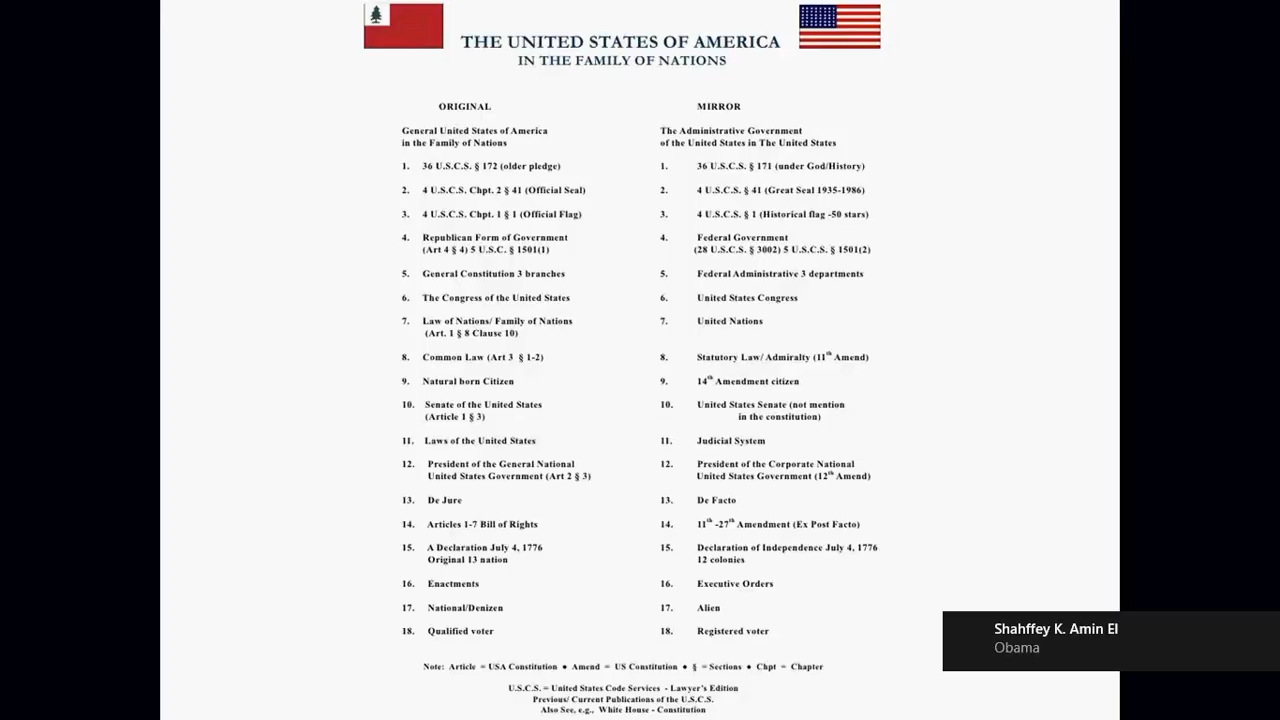 THE UNITED STATES OF AMERICA
IN THE FAMILY OF NATIONS
ORIGINAL
General United States of America
in the Family of Nations
1. 36 U.S.C.S. § 172 (older pledge)
2. 4 U.S.C.S. Chpt. 2 § 41 (Official Seal)
3. 4 U.S.C.S. Chpt. 1 § 1 (Official Flag)
4. Republican Form of Government
(Art 4 § 4) 5 U.S.C. § 1501(1)
5. General Constitution 3 branches
6. The Congress of the United States
7. Law of Nations/ Family of Nations
(Art. 1 § 8 Clause 10)
8. Common Law (Art 3 § 1-2)
9. Natural born Citizen
10. Senate of the United States
(Article 1 § 3)
11. Laws of the United States
12. President of the General National
United States Government (Art 2 § 3)
13. De Jure
14. Articles 1-7 Bill of Rights
15. A Declaration July 4, 1776
Original 13 nation
16. Enactments
17. National/Denizen
18. Qualified voter
MIRROR
The Administrative Government
of the United States in The United States
1. 36 U.S.C.S. § 171 (under God/History)
2. 4 U.S.C.S. § 41 (Great Seal 1935-1986)
3. 4 U.S.C.S. § 1 (Historical flag -50 stars)
4. Federal Government
(28 U.S.C.S. § 3002) 5 U.S.C.S. § 1501(2)
5. Federal Administrative 3 departments
6. United States Congress
7. United Nations
8. Statutory Law/ Admiralty (11th Amend)
9. 14th Amendment citizen
10. United States Senate (not mention
in the constitution)
11. Judicial System
12. President of the Corporate National
United States Government (12th Amend)
13. De Facto
14. 11th -27th Amendment (Ex Post Facto)
15. Declaration of Independence July 4, 1776
12 colonies
16. Executive Orders
17. Alien
18. Registered voter
Note: Article = USA Constitution • Amend = US Constitution • § = Sections • Chpt = Chapter
U.S.C.S. = United States Code Services - Lawyer's Edition
Previous/ Current Publications of the U.S.C.S.
Also See, e.g., White House - Constitution
Shahffey K. Amin El
Obama